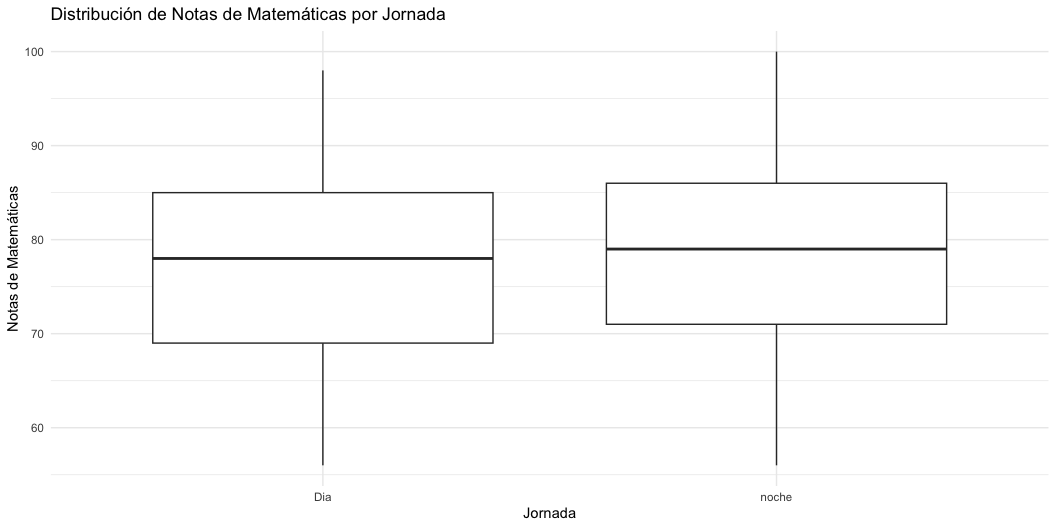 Distribución de Notas de Matemáticas por Jornada
Notas de Matemáticas
100
90
80
70
60
Dia
noche
Jornada